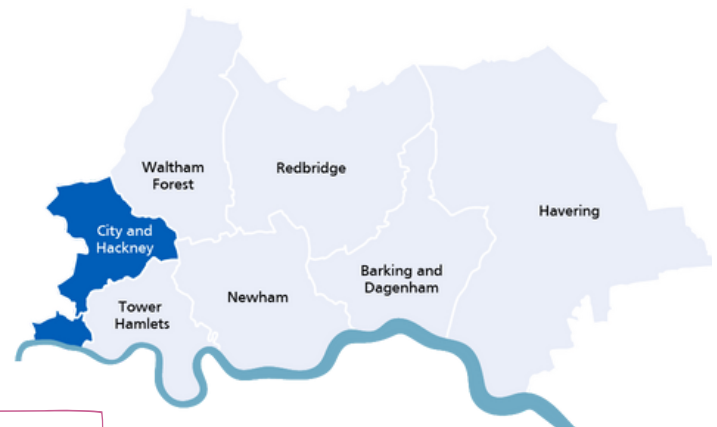 Waltham
Forest
Redbridge
Havering
City and
Hackney
Barking and
Dagenham
Newham
Tower
Hamlets